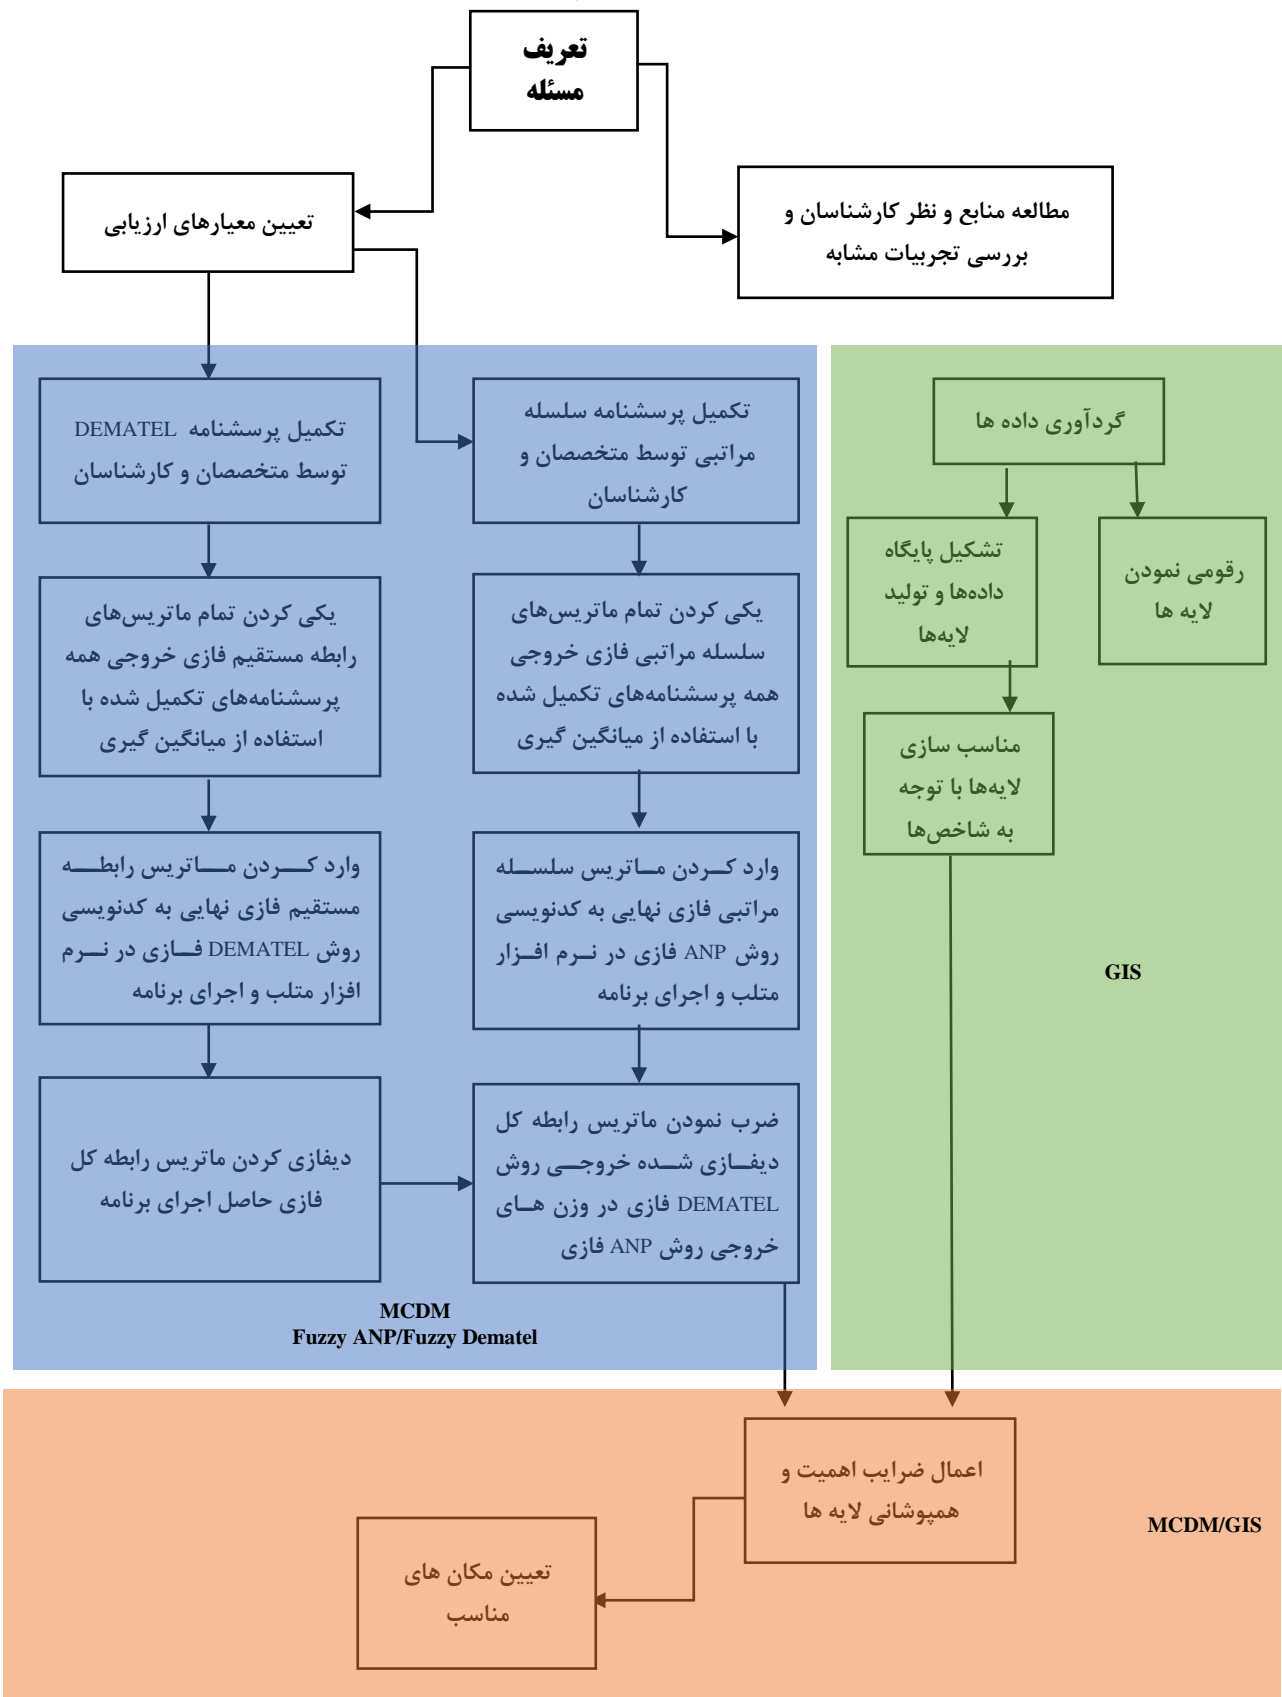 تعریف
مسئله
مطالعه منابع و نظر کارشناسان و
بررسی تجربیات مشابه
تعیین معیارهای ارزیابی
تکمیل پرسشنامه DEMATEL
توسط متخصصان و کارشناسان
یکی کردن تمام ماتریس‌های
رابطه مستقیم فازی خروجی همه
پرسشنامه‌های تکمیل شده با
استفاده از میانگین گیری
وارد کردن ماتریس رابطه
مستقیم فازی نهایی به کدنویسی
روش DEMATEL فازی در نرم
افزار متلب و اجرای برنامه
دیفازی کردن ماتریس رابطه کل
فازی حاصل اجرای برنامه
تکمیل پرسشنامه سلسله
مراتبی توسط متخصصان و
کارشناسان
یکی کردن تمام ماتریس‌های
سلسله مراتبی فازی خروجی
همه پرسشنامه‌های تکمیل شده
با استفاده از میانگین گیری
وارد کردن ماتریس سلسله
مراتبی فازی نهایی به کدنویسی
روش ANP فازی در نرم افزار
متلب و اجرای برنامه
ضرب نمودن ماتریس رابطه کل
دیفازی شده خروجی روش
DEMATEL فازی در وزن های
خروجی روش ANP فازی
MCDM
Fuzzy ANP/Fuzzy Dematel
گردآوری داده ها
تشکیل پایگاه
داده‌ها و تولید
لایه‌ها
رقومی نمودن
لایه ها
مناسب سازی
لایه‌ها با توجه
به شاخص‌ها
GIS
اعمال ضرایب اهمیت و
همپوشانی لایه ها
MCDM/GIS
تعیین مکان های
مناسب